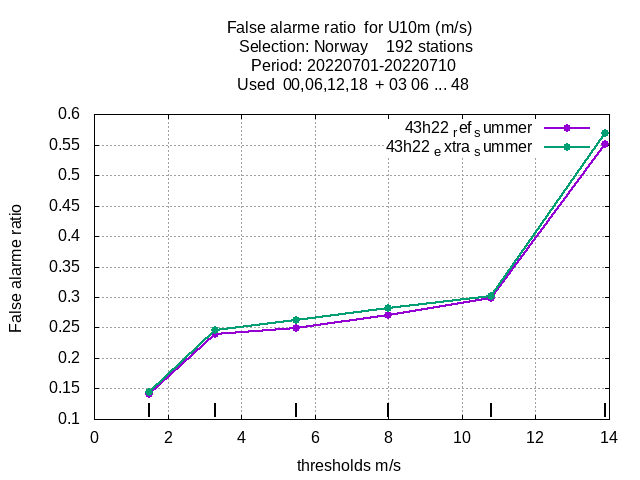 False alarme ratio for U10m (m/s)
Selection: Norway 192 stations
Period: 20220701-20220710
Used 00,06,12,18 + 03 06 ... 48
43h22 ref summer
43h22 extra summer
False alarme ratio
0.6
0.55
0.5
0.45
0.4
0.35
0.3
0.25
0.2
0.15
0.1
0 2 4 6 8 10 12 14
thresholds m/s